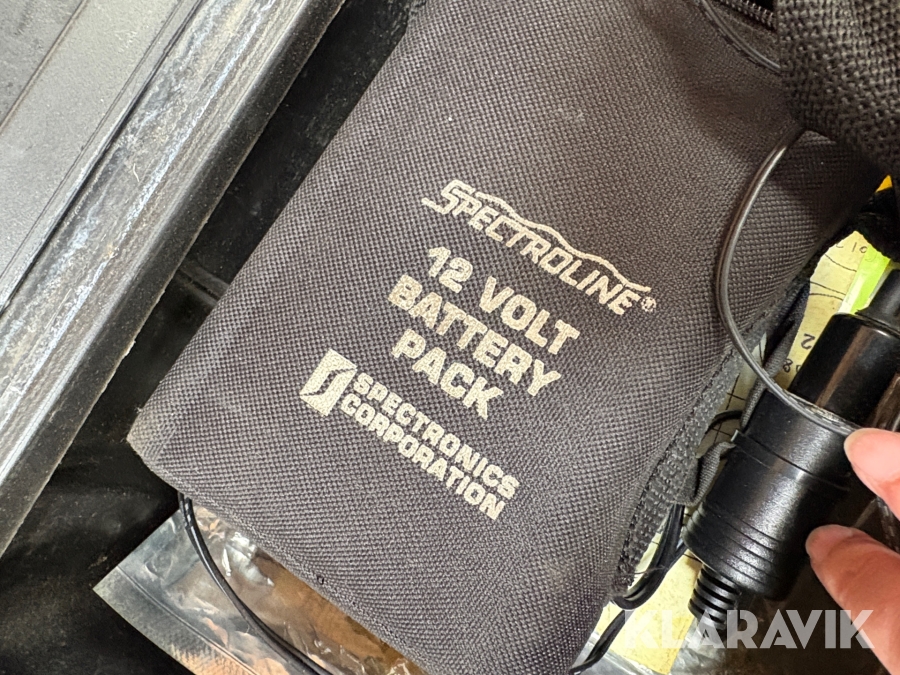 SPECTROLINE®
12 VOLT
BATTERY
PACK
SPECTRONICS
CORPORATION
KLARAVIK